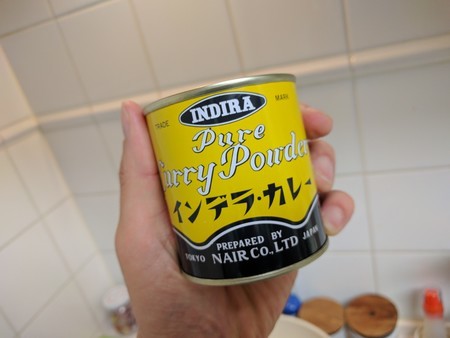 INDIRA
TRADE MARK
Pure
Curry Powder
インデラ・カレー
PREPARED BY
TOKYO NAIR CO., LTD JAPAN